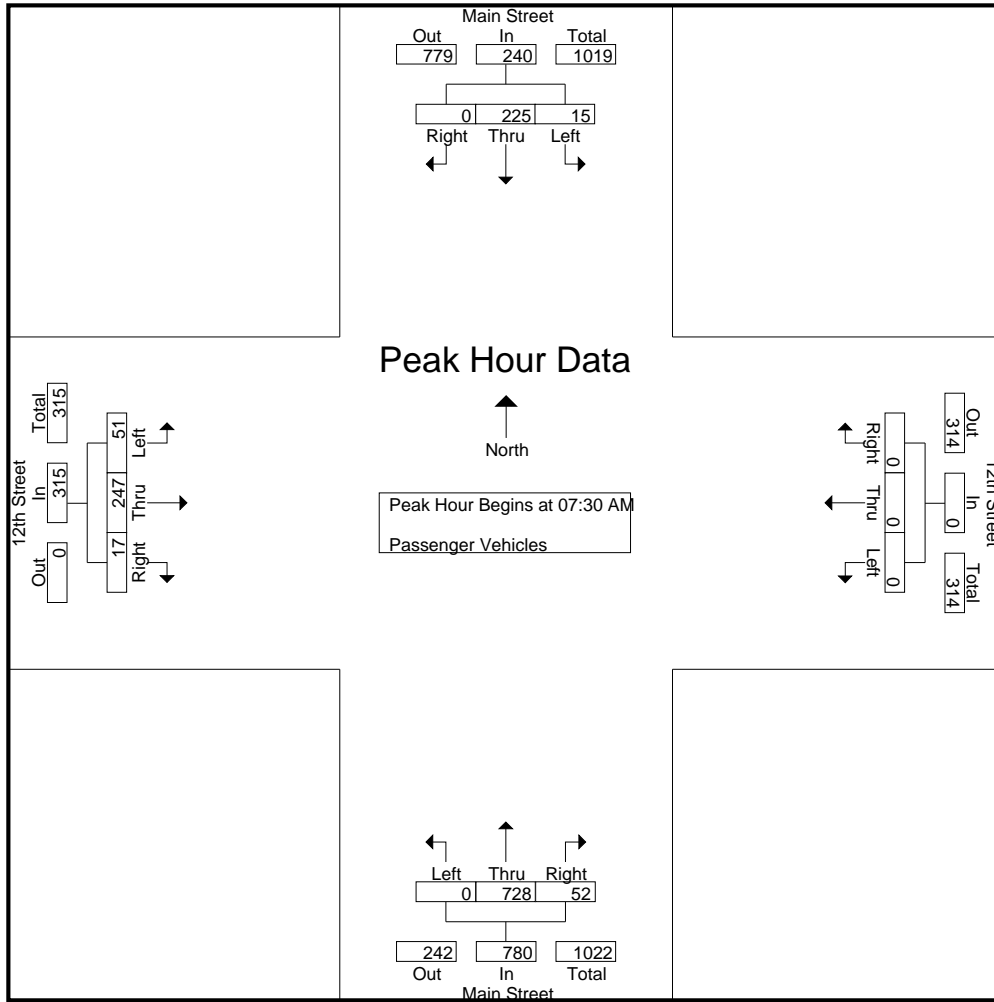 Main Street
Out In Total
779 240 1019
0 225 15
Right Thru Left
Peak Hour Data
North
Peak Hour Begins at 07:30 AM
Passenger Vehicles
12th Street
Total In Out
315 315 0
51 247 17
Left Thru Right
12th Street
Out In Total
314 0 314
0 0 0
Right Thru Left
Left Thru Right
0 728 52
242 780 1022
Out In Total
Main Street